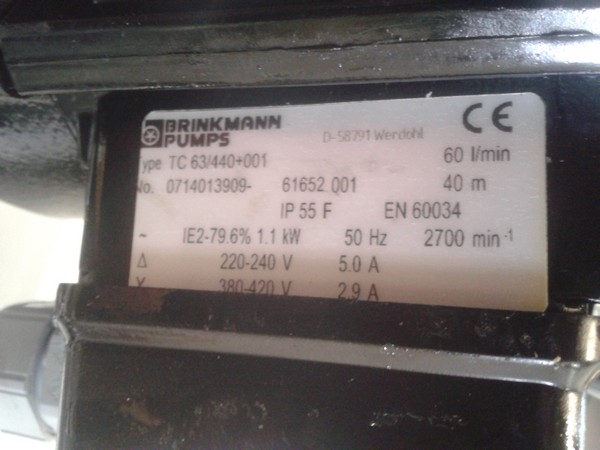 BRINKMANN
PUMPS
D-58791 Werdohl
CE
Type TC 63/440+001
60 l/min
No. 0714013909- 61652 001
40 m
IP 55 F EN 60034
~ IE2-79.6% 1.1 kW 50 Hz 2700 min-1
Δ 220-240 V 5.0 A
Y 380-420 V 2.9 A